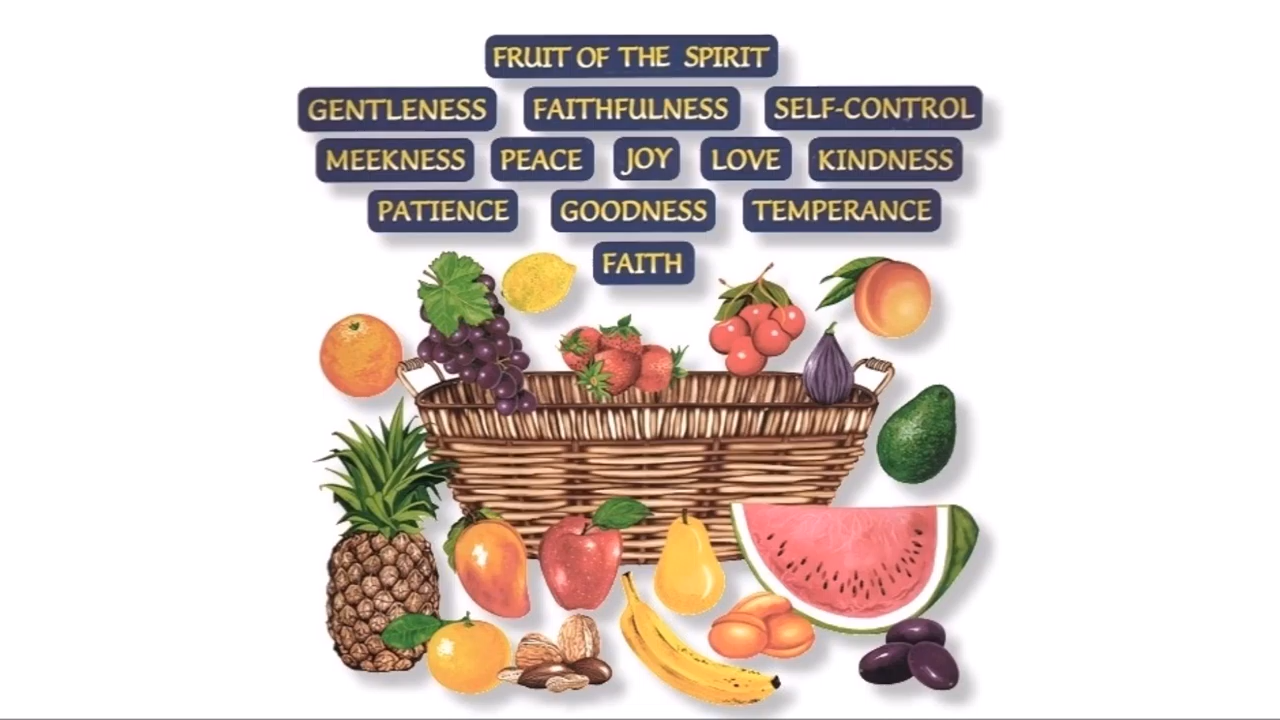 FRUIT OF THE SPIRIT
GENTLENESS FAITHFULNESS SELF-CONTROL
MEEKNESS PEACE JOY LOVE KINDNESS
PATIENCE GOODNESS TEMPERANCE
FAITH